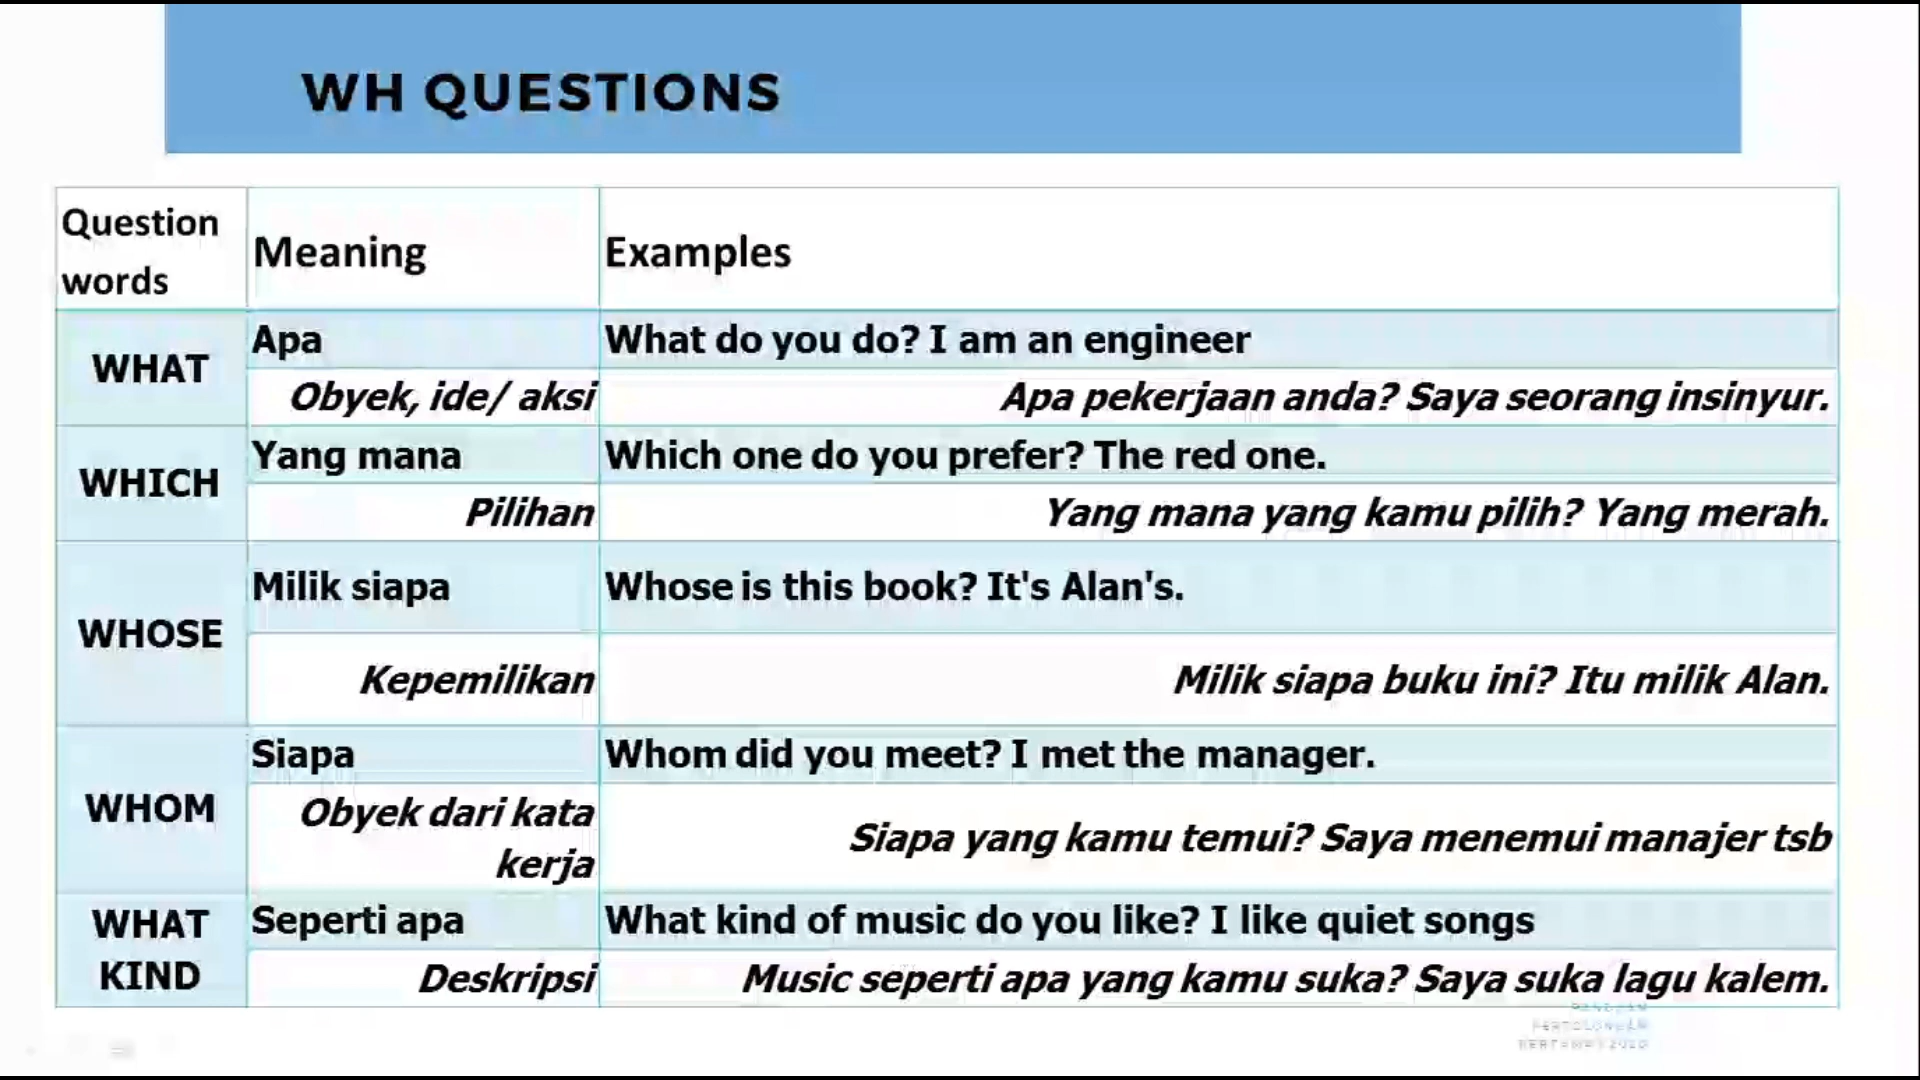 WH QUESTIONS
Question
words
Meaning
Examples
WHAT
Apa
What do you do? I am an engineer
Obyek, ide/ aksi
Apa pekerjaan anda? Saya seorang insinyur.
WHICH
Yang mana
Which one do you prefer? The red one.
Pilihan
Yang mana yang kamu pilih? Yang merah.
WHOSE
Milik siapa
Whose is this book? It's Alan's.
Kepemilikan
Milik siapa buku ini? Itu milik Alan.
WHOM
Siapa
Whom did you meet? I met the manager.
Obyek dari kata
kerja
Siapa yang kamu temui? Saya menemui manajer tsb
WHAT
KIND
Seperti apa
What kind of music do you like? I like quiet songs
Deskripsi
Music seperti apa yang kamu suka? Saya suka lagu kalem.